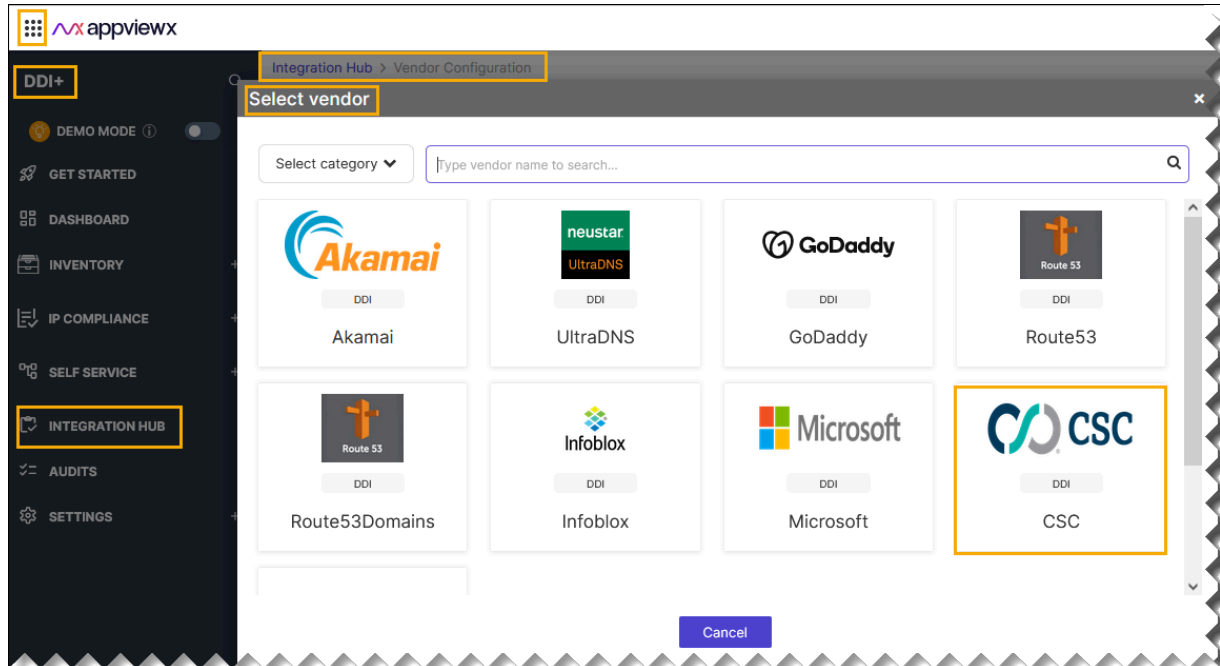 appviewx
DDI+
Integration Hub > Vendor Configuration
Select vendor
DEMO MODE
GET STARTED
DASHBOARD
INVENTORY +
IP COMPLIANCE +
SELF SERVICE +
INTEGRATION HUB
AUDITS
SETTINGS +
Select category
Type vendor name to search...
Akamai
DDI
Akamai
neustar
UltraDNS
DDI
UltraDNS
GoDaddy
DDI
GoDaddy
Route 53
DDI
Route53
Route 53
DDI
Route53Domains
Infoblox
DDI
Infoblox
Microsoft
DDI
Microsoft
CSC
DDI
CSC
Cancel